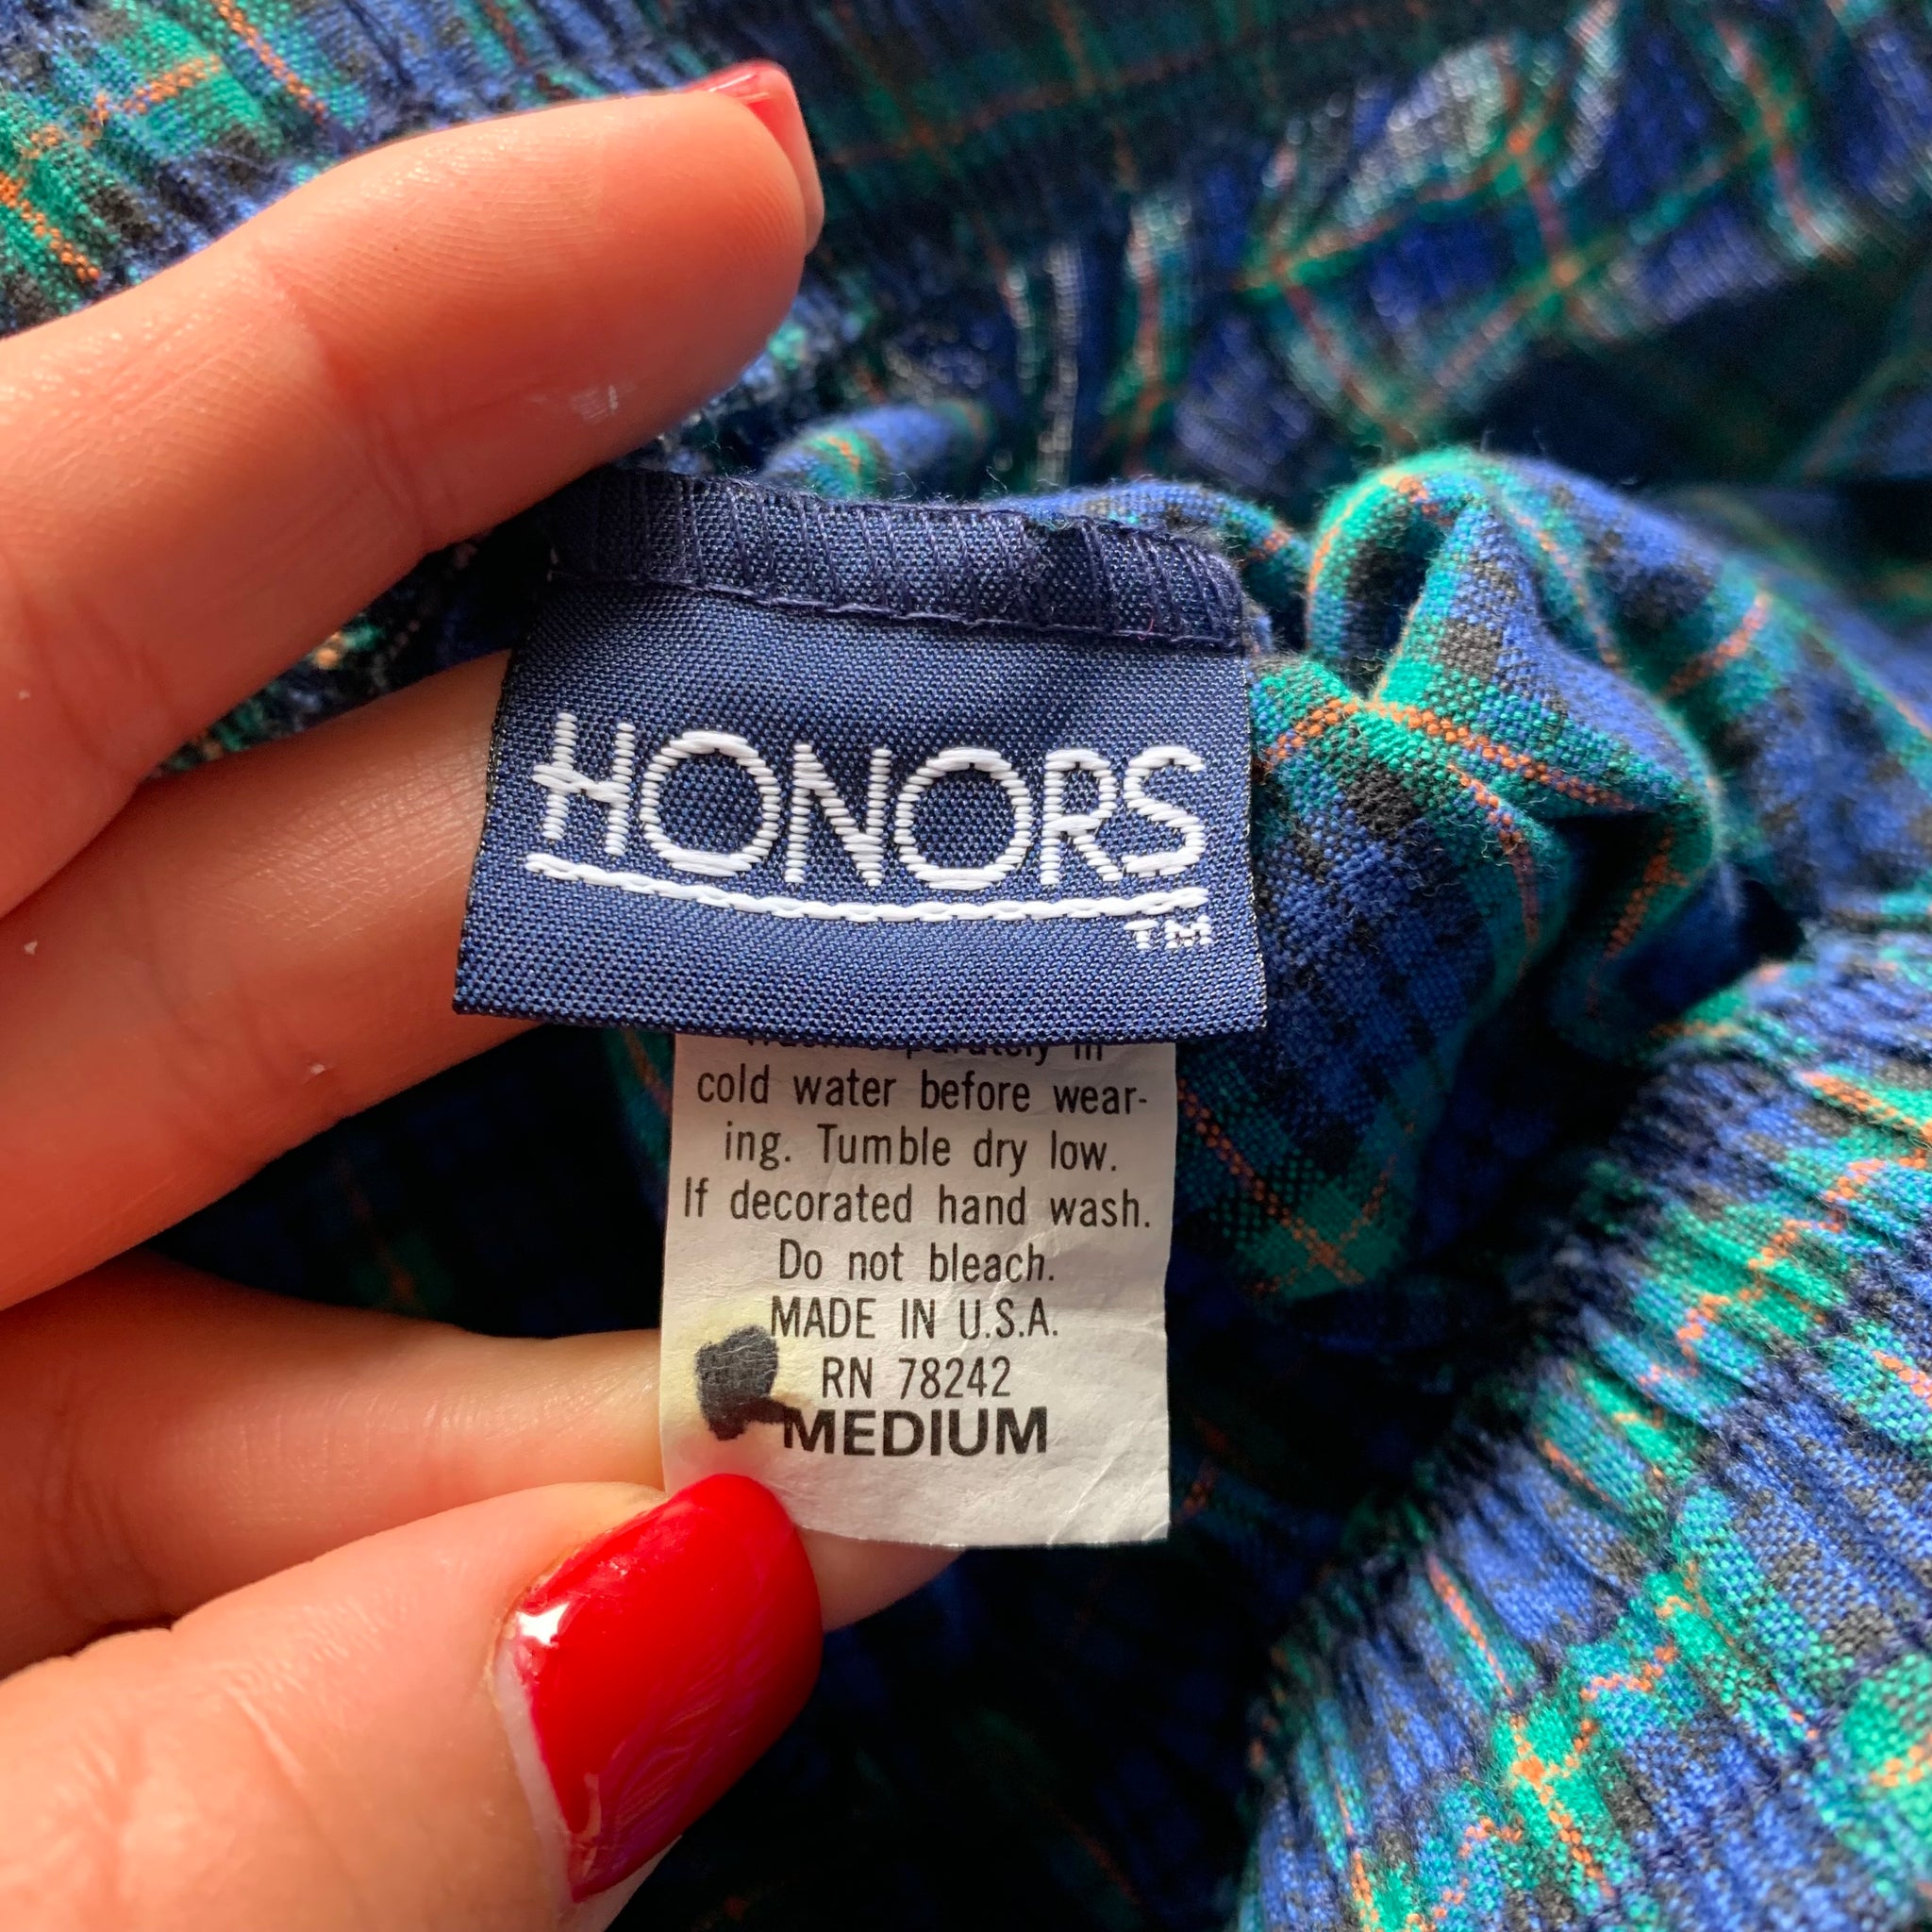 HONORS
TM
in
cold water before wear-
ing. Tumble dry low.
If decorated hand wash.
Do not bleach.
MADE IN U.S.A.
RN 78242
MEDIUM